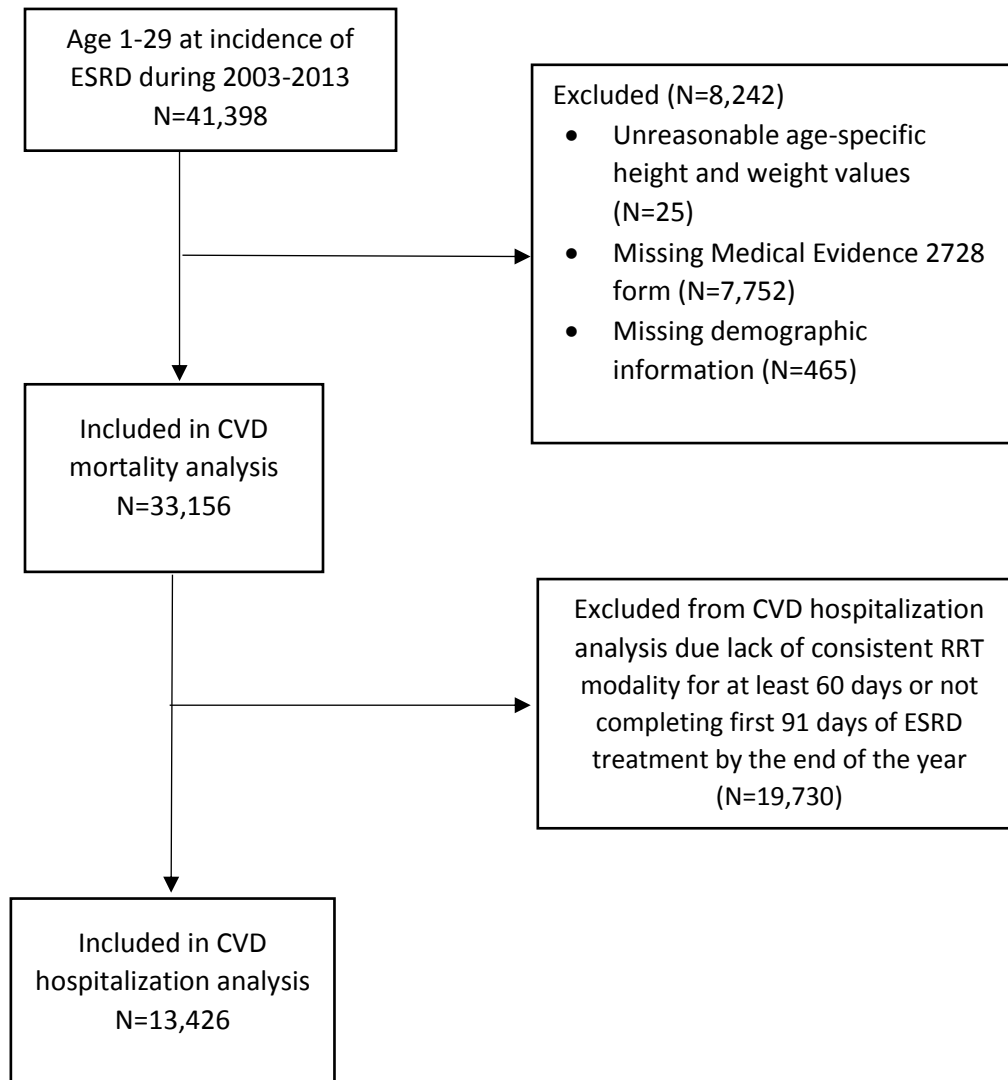 Age 1-29 at incidence of
ESRD during 2003-2013
N=41,398
Excluded (N=8,242)
• Unreasonable age-specific
height and weight values
(N=25)
• Missing Medical Evidence 2728
form (N=7,752)
• Missing demographic
information (N=465)
Included in CVD
mortality analysis
N=33,156
Excluded from CVD hospitalization
analysis due lack of consistent RRT
modality for at least 60 days or not
completing first 91 days of ESRD
treatment by the end of the year
(N=19,730)
Included in CVD
hospitalization analysis
N=13,426